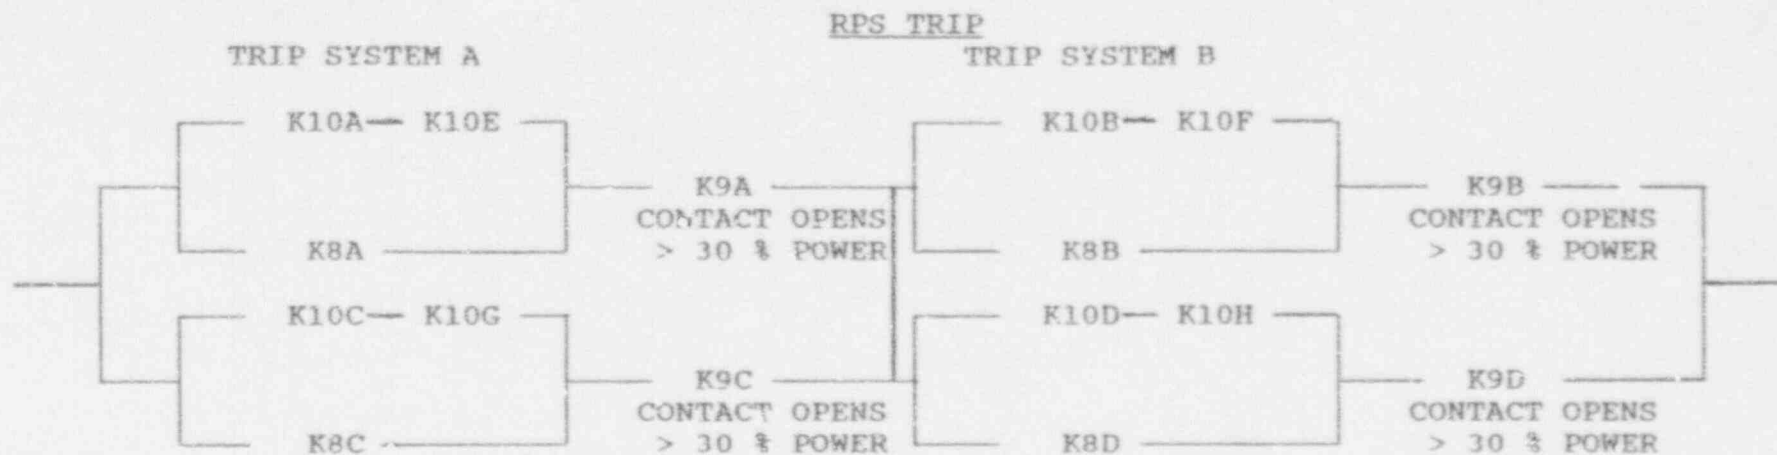 RPS TRIP
TRIP SYSTEM A TRIP SYSTEM B
K10A K10E K10B K10F
K9A K9B
CONTACT OPENS CONTACT OPENS
K8A > 30 % POWER K8B > 30 % POWER
K10C K10G K10D K10H
K9C K9D
CONTACT OPENS CONTACT OPENS
K8C > 30 % POWER K8D > 30 % POWER